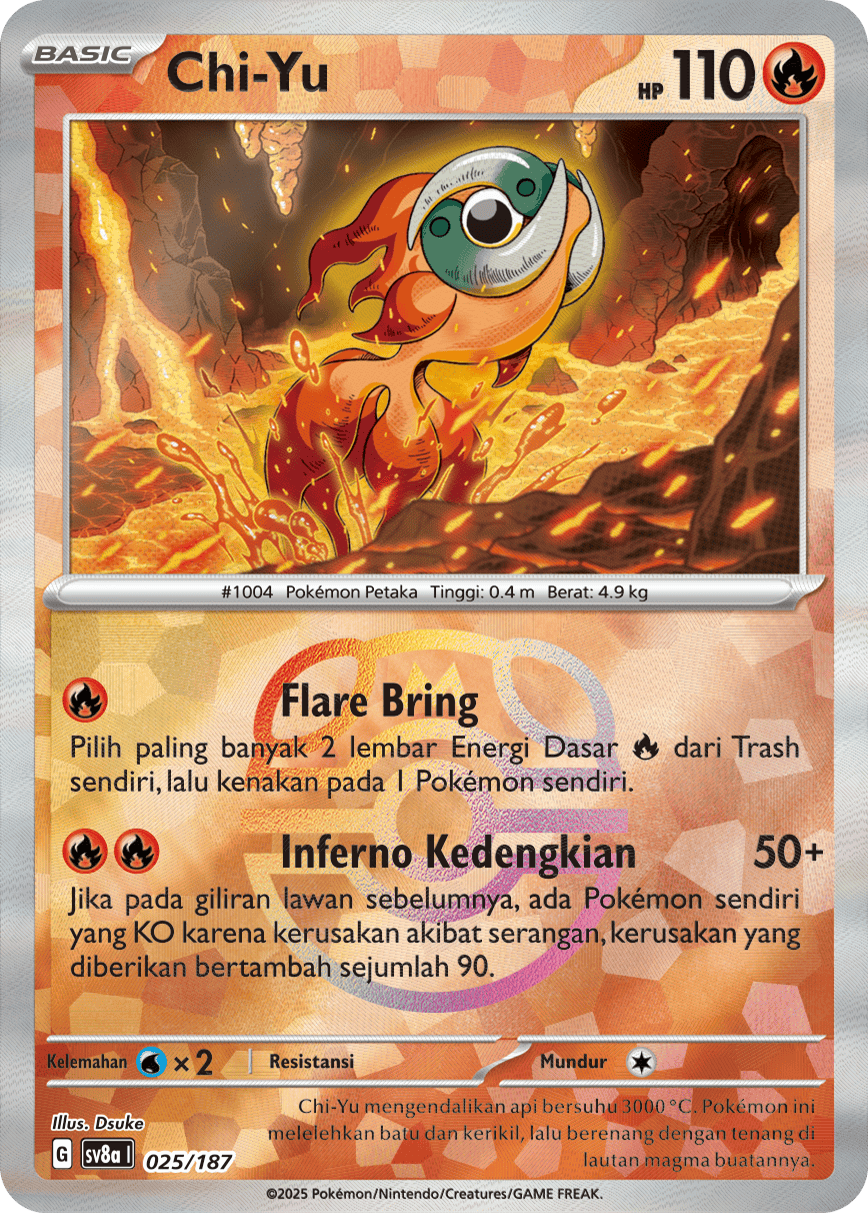 BASIC Chi-Yu HP 110
#1004 Pokémon Petaka Tinggi: 0.4 m Berat: 4.9 kg
Flare Bring
Pilih paling banyak 2 lembar Energi Dasar dari Trash
sendiri, lalu kenakan pada 1 Pokémon sendiri.
Inferno Kedengkian 50+
Jika pada giliran lawan sebelumnya, ada Pokémon sendiri
yang KO karena kerusakan akibat serangan, kerusakan yang
diberikan bertambah sejumlah 90.
Kelemahan ×2 Resistansi Mundur
Chi-Yu mengendalikan api bersuhu 3000 °C. Pokémon ini
melelehkan batu dan kerikil, lalu berenang dengan tenang di
lautan magma buatannya.
Illus. Dsuke
G sv8a I 025/187
©2025 Pokémon/Nintendo/Creatures/GAME FREAK.